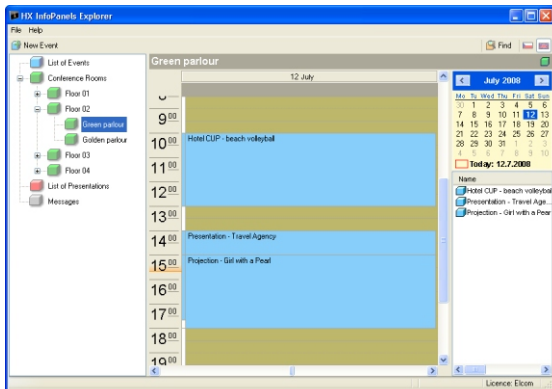 HX InfoPanels Explorer
File Help
New Event
Find
List of Events
Conference Rooms
Floor 01
Floor 02
Green parlour
Golden parlour
Floor 03
Floor 04
List of Presentations
Messages
Green parlour
12 July
9 00
10 00
11 00
12 00
13 00
14 00
15 00
16 00
17 00
18 00
19 00
Hotel CUP - beach volleyball
Presentation - Travel Agency
Projection - Girl with a Pearl
July 2008
Mo Tu Wed Thu Fri Sat Sun
30 1 2 3 4 5 6
7 8 9 10 11 12 13
14 15 16 17 18 19 20
21 22 23 24 25 26 27
28 29 30 31 1 2 3
4 5 6 7 8 9 10
Today: 12.7.2008
Name
Hotel CUP - beach volleyball
Presentation - Travel Age...
Projection - Girl with a Pear
Licence: Elcom